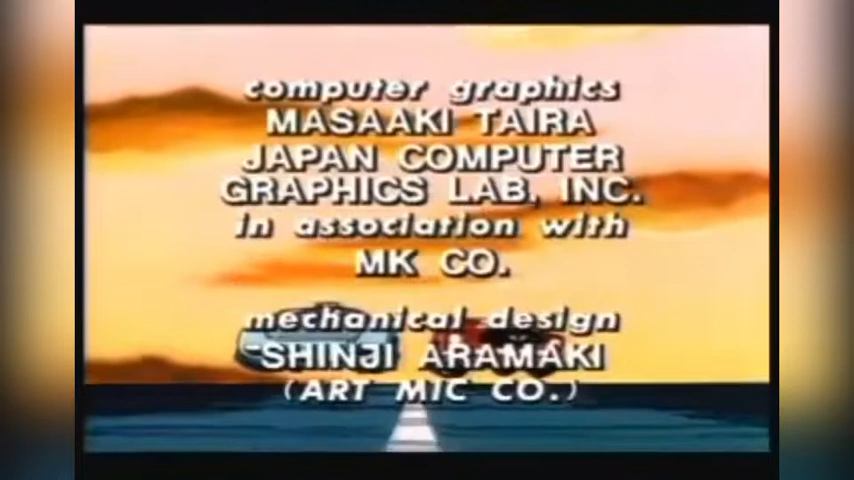 computer graphics
MASAAKI TAIRA
JAPAN COMPUTER
GRAPHICS LAB, INC.
in association with
MK CO.
mechanical design
SHINJI ARAMAKI
(ART MIC CO.)